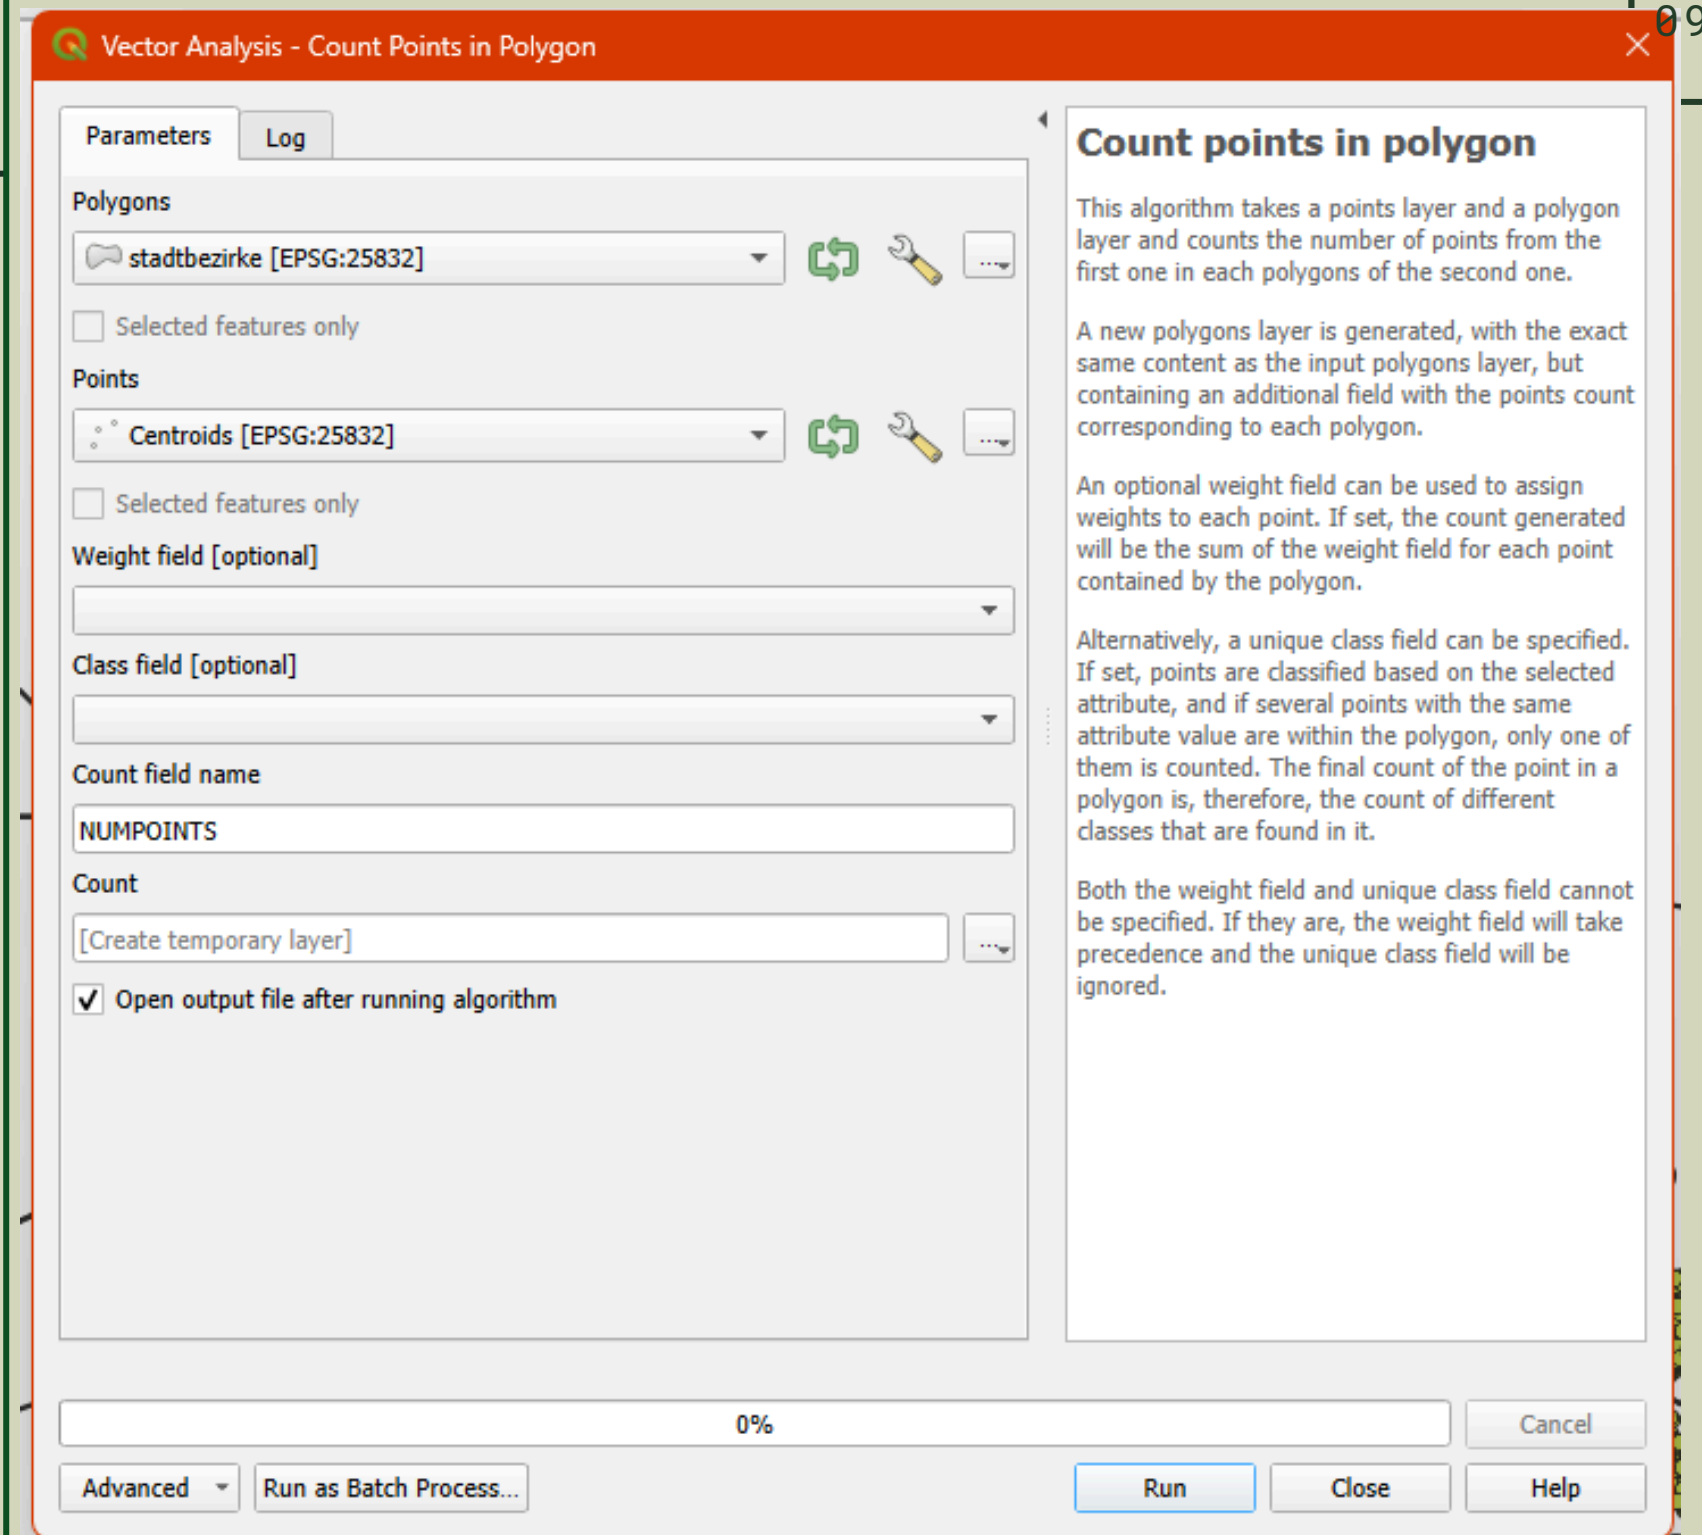 09
Vector Analysis - Count Points in Polygon
Parameters
Log
Polygons
stadtbezirke [EPSG:25832]
...
Selected features only
Points
Centroids [EPSG:25832]
...
Selected features only
Weight field [optional]
Class field [optional]
Count field name
NUMPOINTS
Count
[Create temporary layer]
...
Open output file after running algorithm
Count points in polygon
This algorithm takes a points layer and a polygon
layer and counts the number of points from the
first one in each polygons of the second one.
A new polygons layer is generated, with the exact
same content as the input polygons layer, but
containing an additional field with the points count
corresponding to each polygon.
An optional weight field can be used to assign
weights to each point. If set, the count generated
will be the sum of the weight field for each point
contained by the polygon.
Alternatively, a unique class field can be specified.
If set, points are classified based on the selected
attribute, and if several points with the same
attribute value are within the polygon, only one of
them is counted. The final count of the point in a
polygon is, therefore, the count of different
classes that are found in it.
Both the weight field and unique class field cannot
be specified. If they are, the weight field will take
precedence and the unique class field will be
ignored.
0%
Cancel
Advanced
Run as Batch Process...
Run
Close
Help